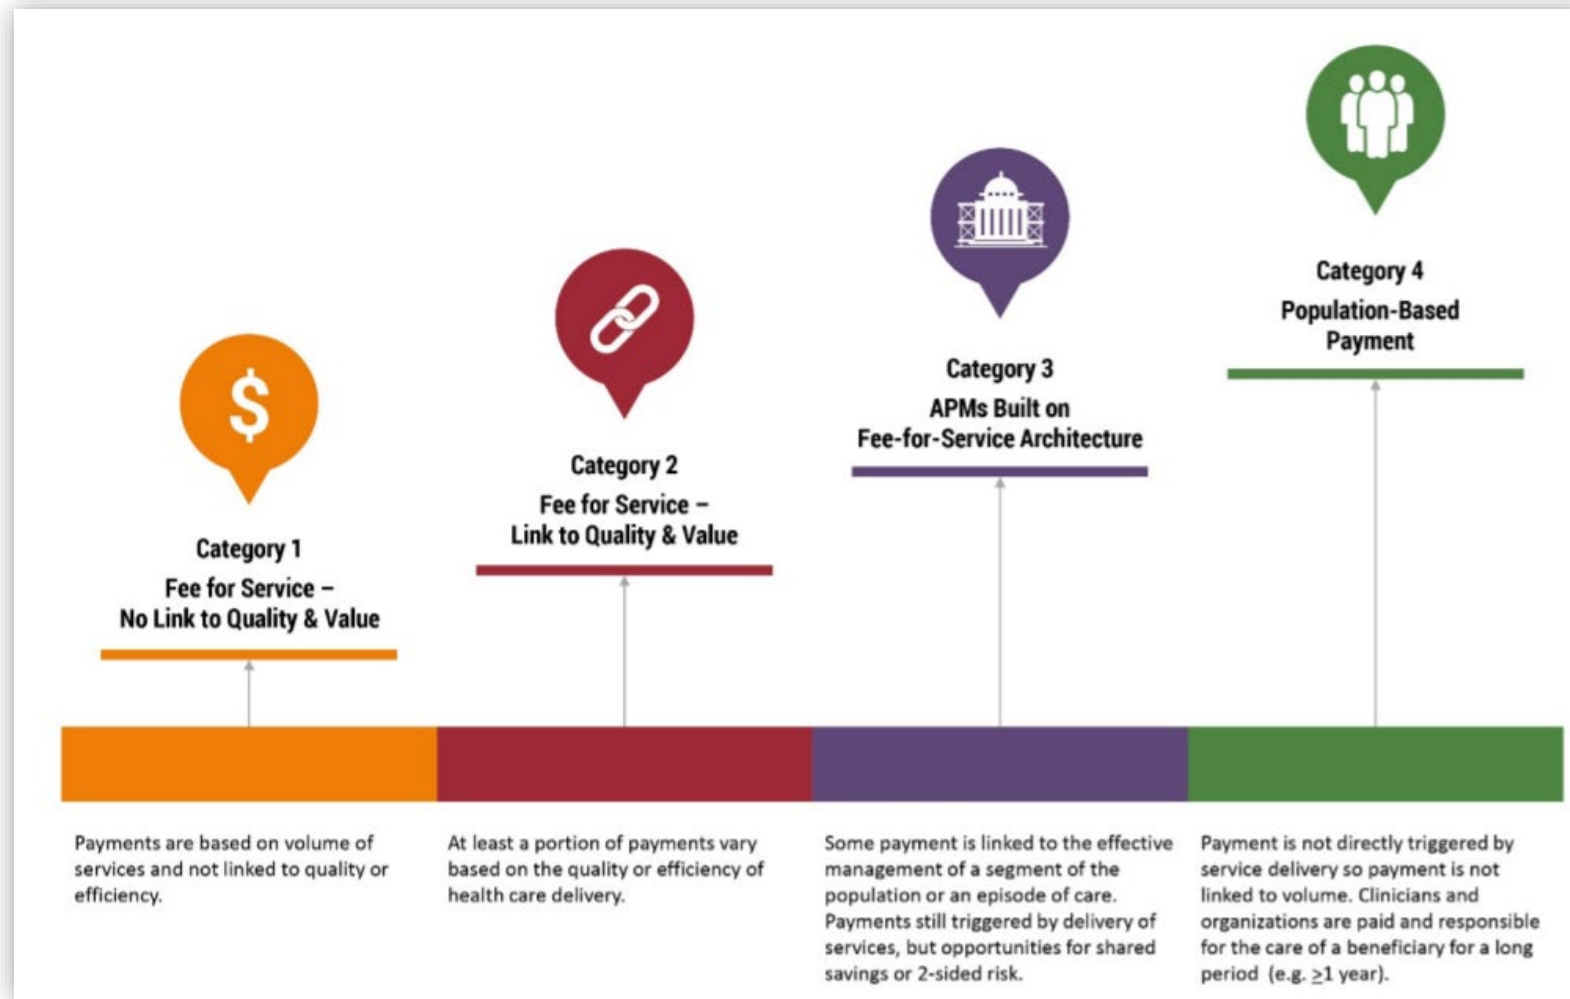 $
Category 1
Fee for Service –
No Link to Quality & Value
Category 2
Fee for Service –
Link to Quality & Value
Category 3
APMs Built on
Fee-for-Service Architecture
Category 4
Population-Based
Payment
Payments are based on volume of
services and not linked to quality or
efficiency.
At least a portion of payments vary
based on the quality or efficiency of
health care delivery.
Some payment is linked to the effective
management of a segment of the
population or an episode of care.
Payments still triggered by delivery of
services, but opportunities for shared
savings or 2-sided risk.
Payment is not directly triggered by
service delivery so payment is not
linked to volume. Clinicians and
organizations are paid and responsible
for the care of a beneficiary for a long
period (e.g. ≥1 year).